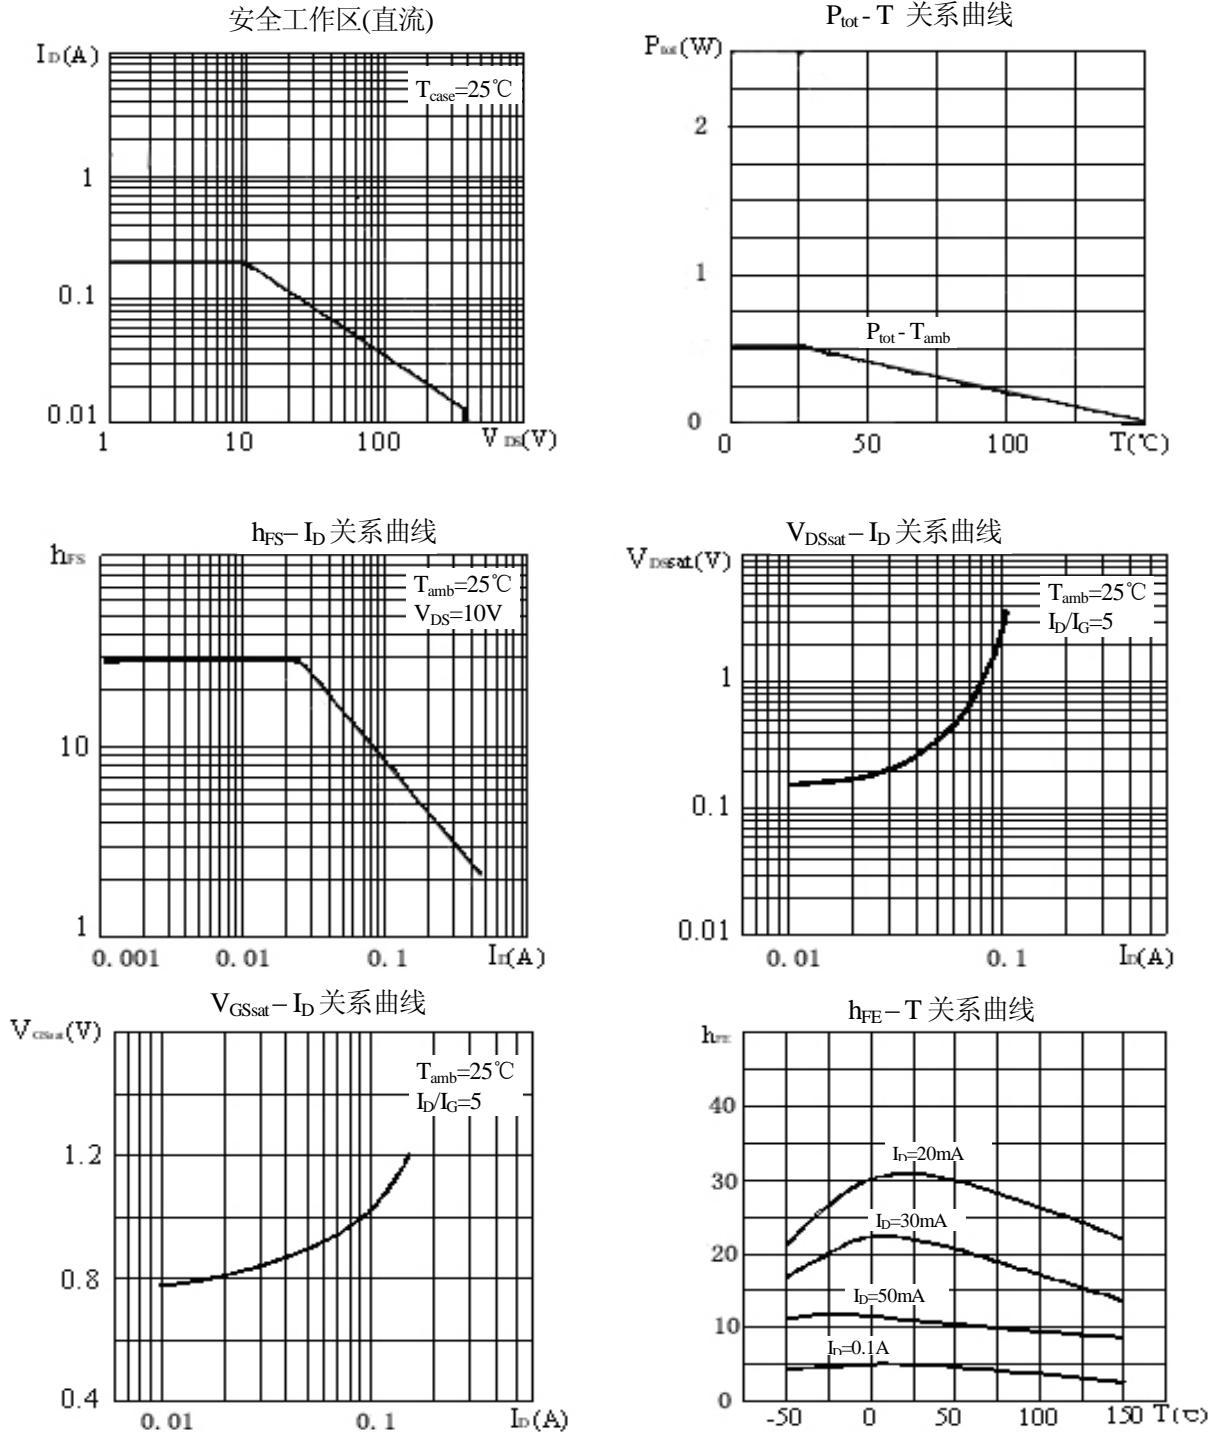 安全工作区(直流)
I D (A)
Tcase=25℃
1
0.1
0.01
1 10 100 V DS(V)
Ptot - T 关系曲线
Ptot(W)
2
1
Ptot - Tamb
0
0 50 100 T(℃)
hFS – ID 关系曲线
hFS
Tamb=25℃
VDS=10V
10
1
0.001 0.01 0.1 ID(A)
VDSsat – ID 关系曲线
VDSsat(V)
Tamb=25℃
ID/IG=5
1
0.1
0.01
0.01 0.1 ID(A)
VGSsat – ID 关系曲线
VGSsat(V)
Tamb=25℃
ID/IG=5
1.2
0.8
0.4
0.01 0.1 ID(A)
hFE – T 关系曲线
hFE
40
ID=20mA
30
ID=30mA
20
ID=50mA
10
ID=0.1A
0
-50 0 50 100 150 T(℃)